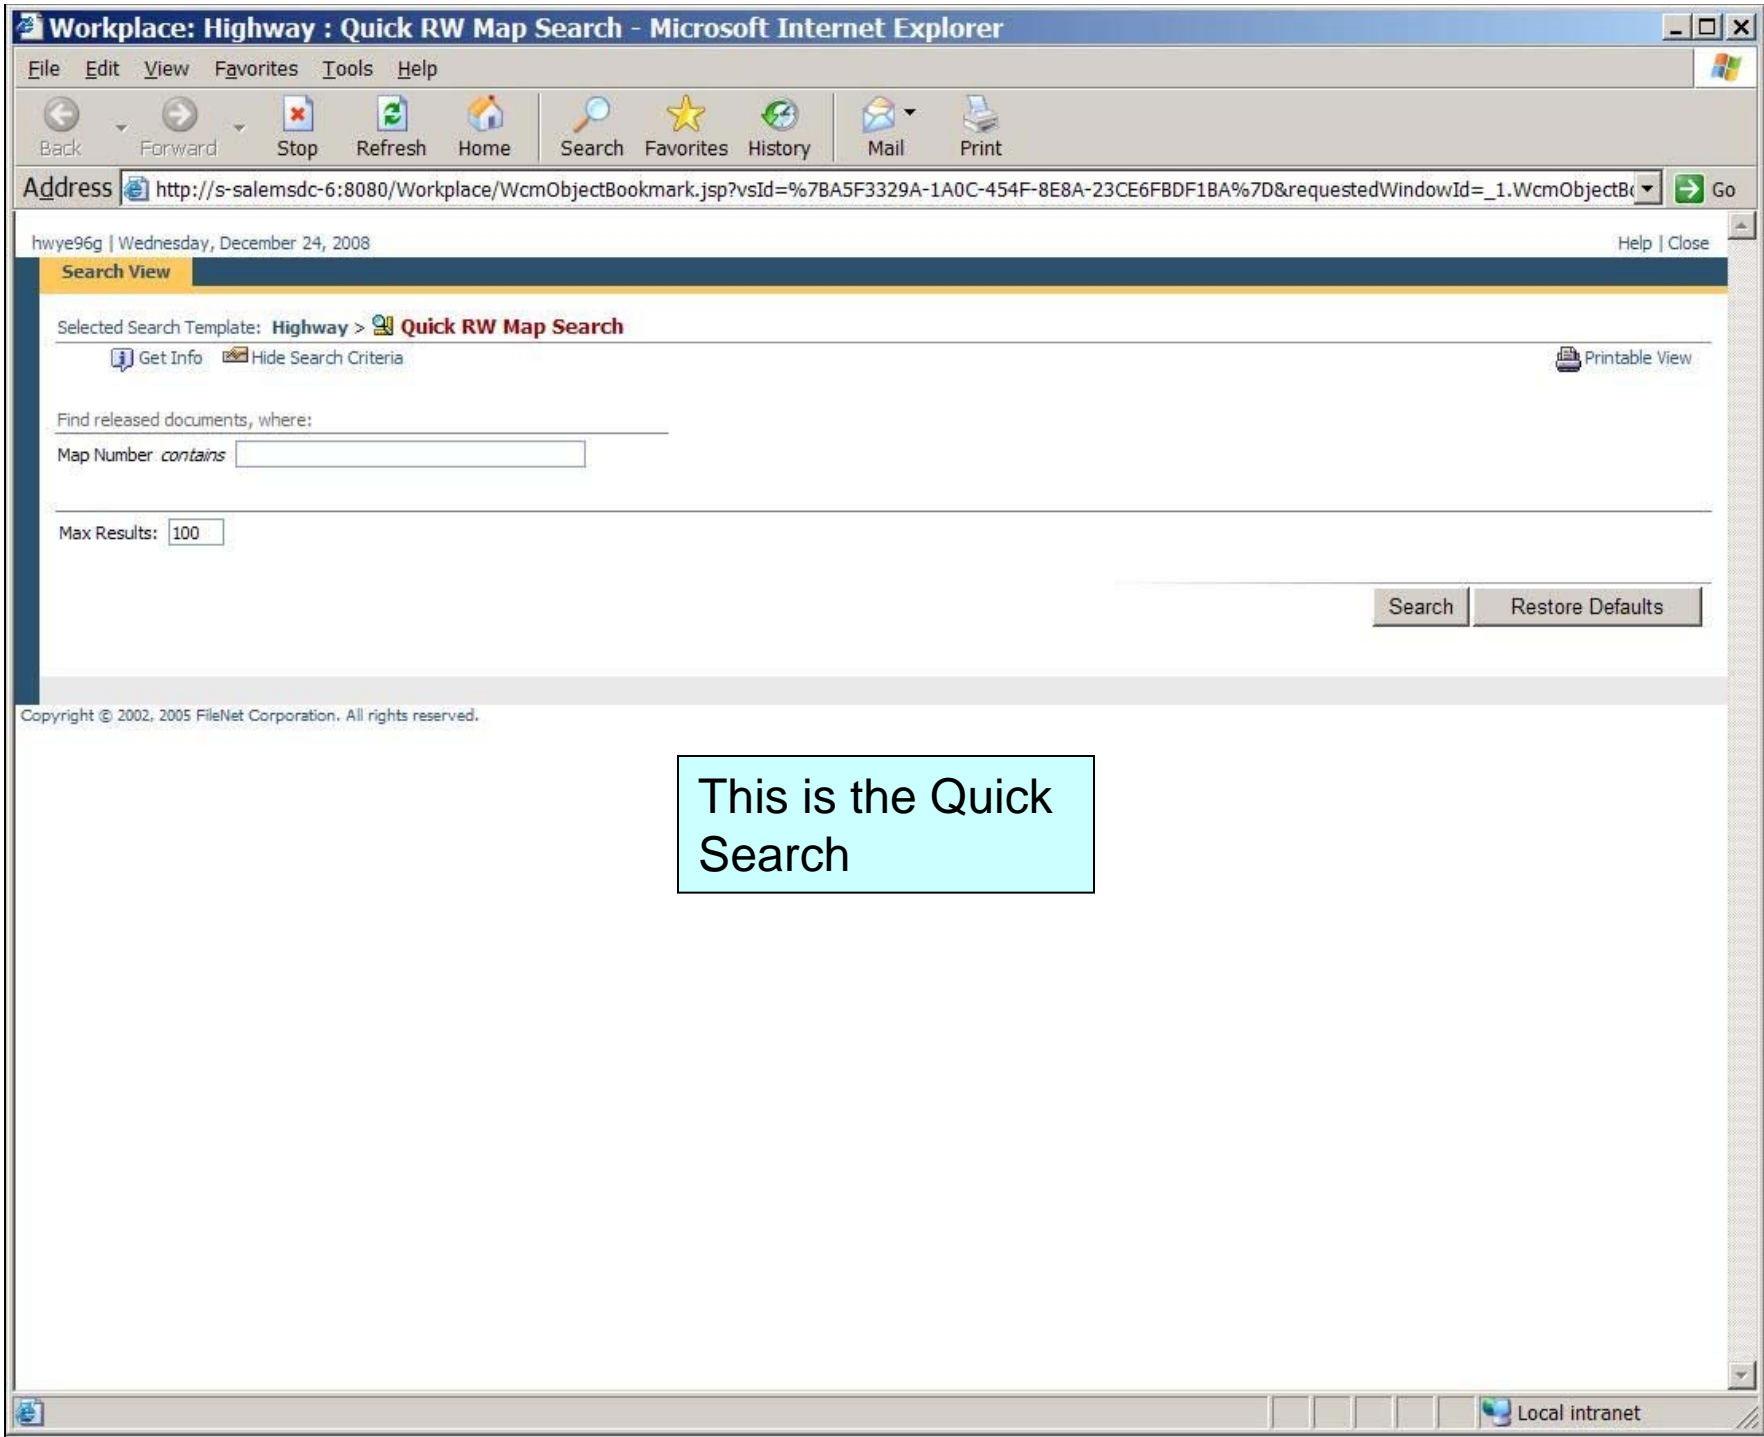 Workplace: Highway : Quick RW Map Search - Microsoft Internet Explorer
File Edit View Favorites Tools Help
Back Forward Stop Refresh Home Search Favorites History Mail Print
Address http://s-salemsdc-6:8080/Workplace/WcmObjectBookmark.jsp?vsId=%7BA5F3329A-1A0C-454F-8E8A-23CE6FBDF1BA%7D&requestedWindowId=_1.WcmObjectBo Go
hwye96g | Wednesday, December 24, 2008 Help | Close
Search View
Selected Search Template: Highway > Quick RW Map Search
Get Info Hide Search Criteria Printable View
Find released documents, where:
Map Number contains
Max Results: 100
Search Restore Defaults
Copyright © 2002, 2005 FileNet Corporation. All rights reserved.
This is the Quick
Search
Local intranet